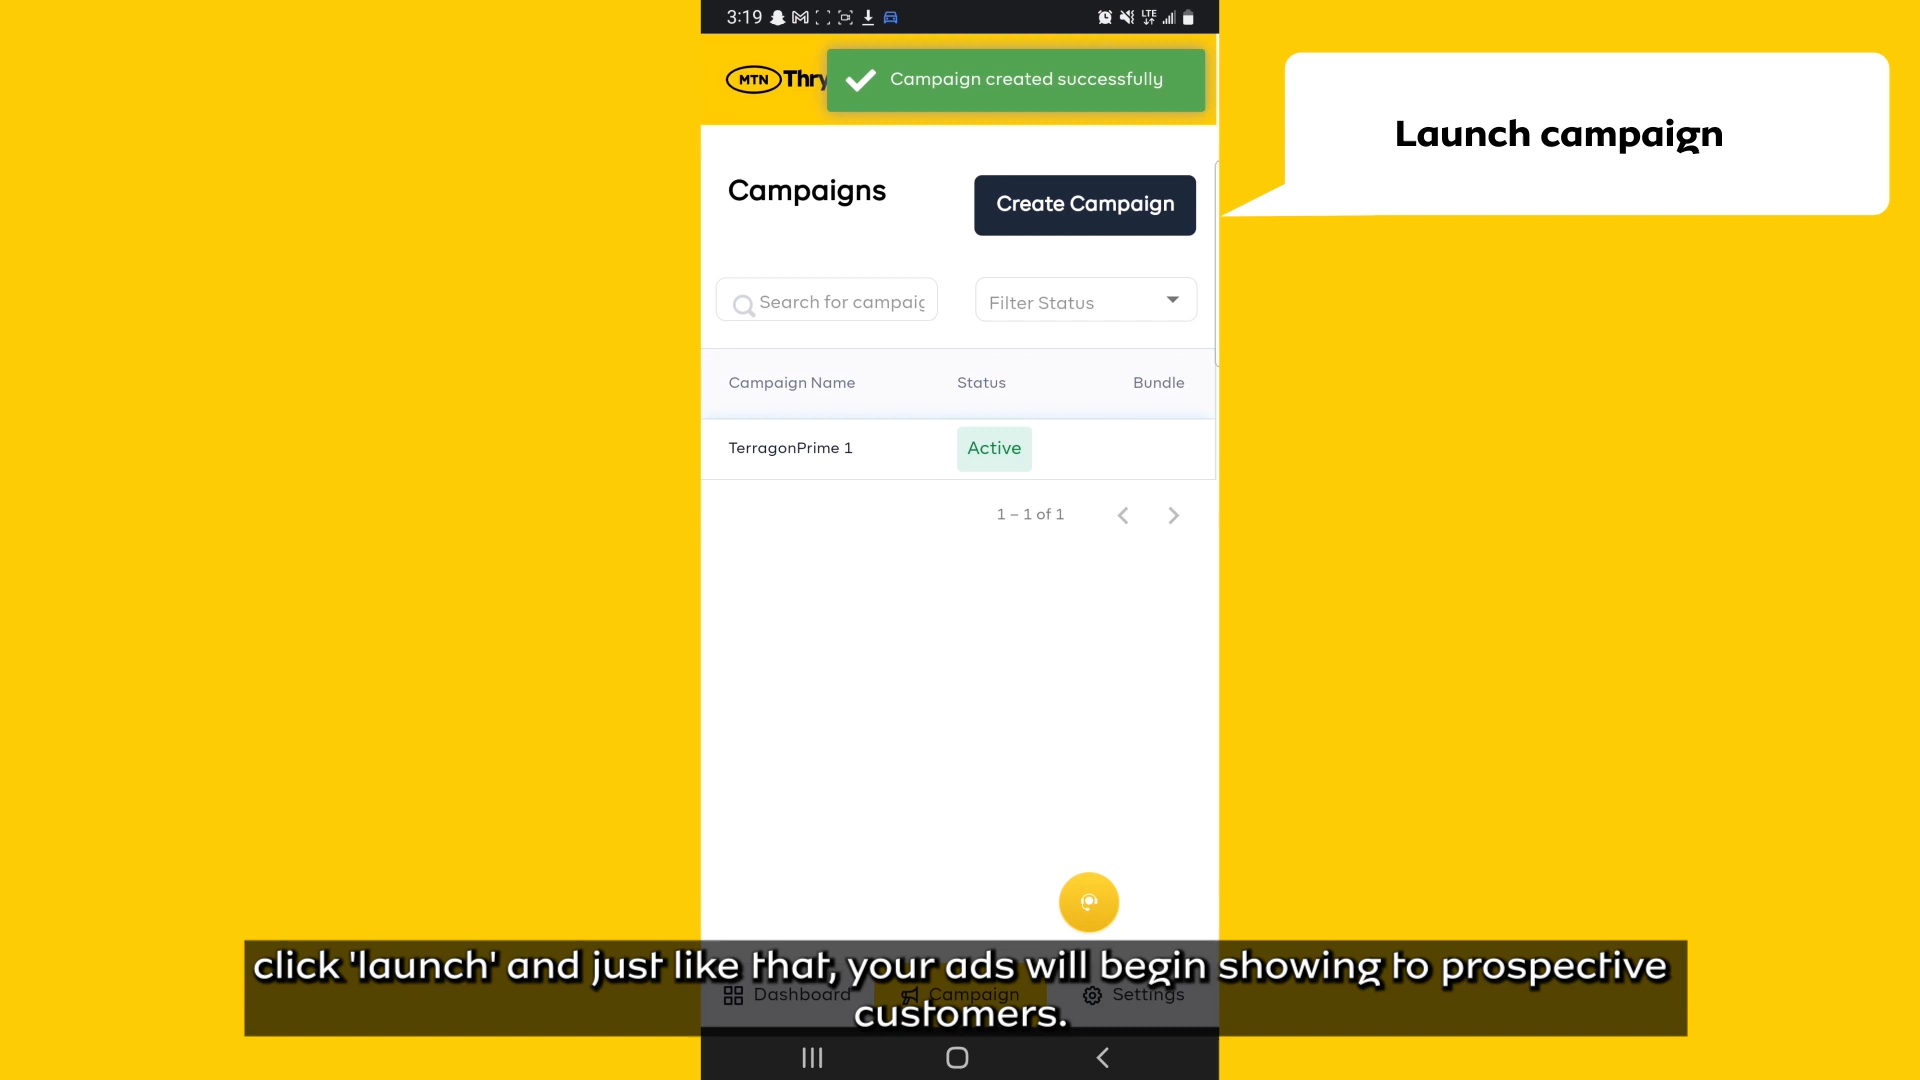 3:19
LTE
MTN Thry
Campaign created successfully
Launch campaign
Campaigns
Create Campaign
Search for campaig
Filter Status
Campaign Name
Status
Bundle
TerragonPrime 1
Active
1 – 1 of 1
click 'launch' and just like that, your ads will begin showing to prospective
customers.
Dashboard
Campaign
Settings